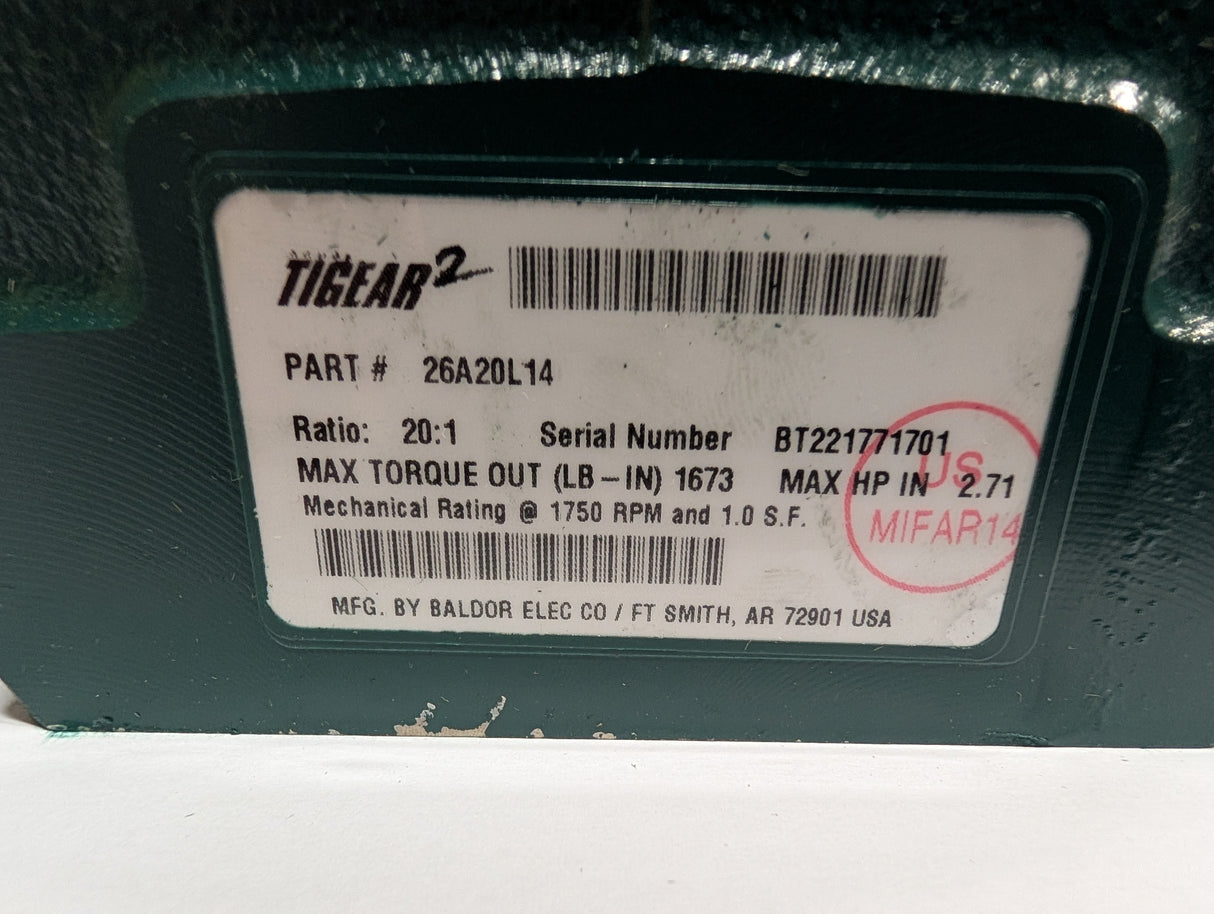 TIGEAR2
PART # 26A20L14
Ratio: 20:1 Serial Number BT221771701
MAX TORQUE OUT (LB-IN) 1673 MAX HP IN 2.71
Mechanical Rating @ 1750 RPM and 1.0 S.F.
US
MIFAR14
MFG. BY BALDOR ELEC CO / FT SMITH, AR 72901 USA